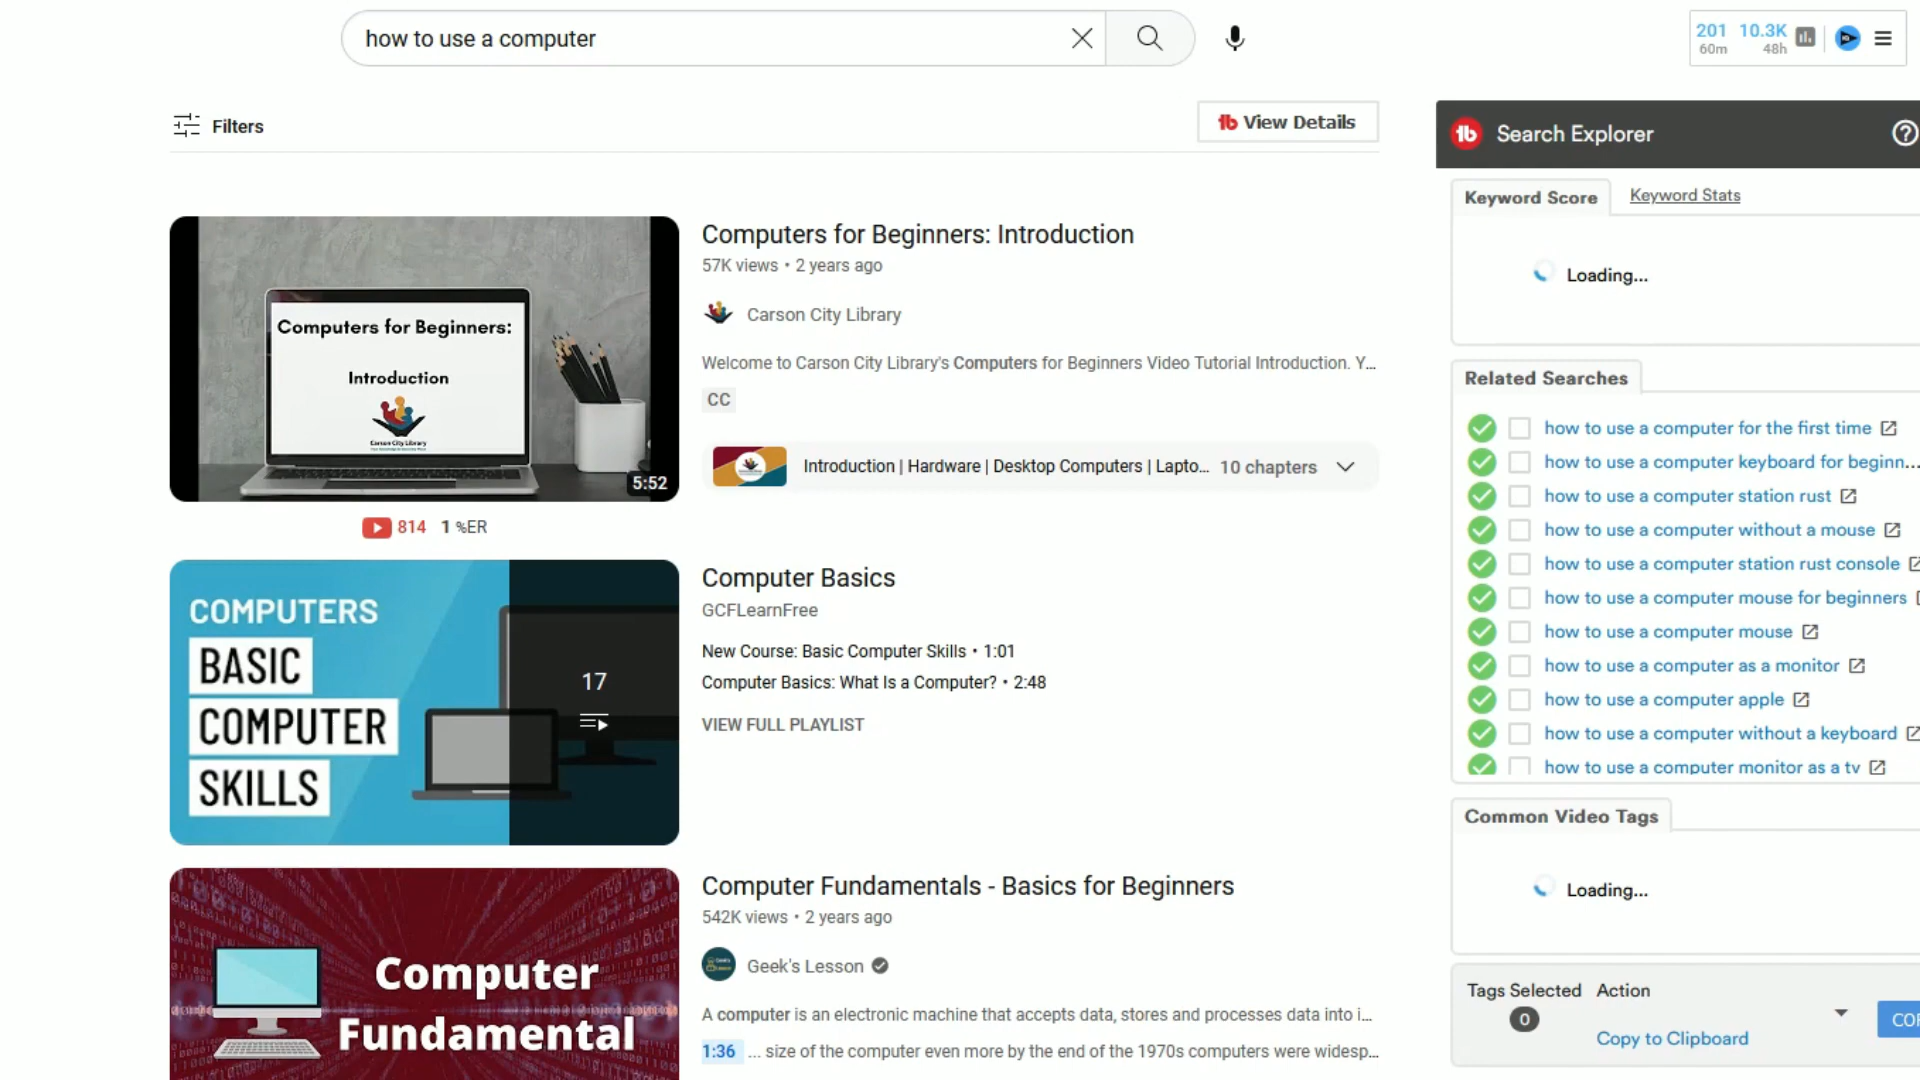 how to use a computer
201 10.3K
60m 48h
Filters
View Details
Search Explorer
Keyword Score
Keyword Stats
Loading...
Computers for Beginners:
Introduction
Carson City Library
5:52
814 1 %ER
Computers for Beginners: Introduction
57K views • 2 years ago
Carson City Library
Welcome to Carson City Library's Computers for Beginners Video Tutorial Introduction. Y...
CC
Introduction | Hardware | Desktop Computers | Lapto... 10 chapters
Related Searches
how to use a computer for the first time
how to use a computer keyboard for beginn...
how to use a computer station rust
how to use a computer without a mouse
how to use a computer station rust console
how to use a computer mouse for beginners
how to use a computer mouse
how to use a computer as a monitor
how to use a computer apple
how to use a computer without a keyboard
how to use a computer monitor as a tv
COMPUTERS
BASIC
COMPUTER
SKILLS
17
Computer Basics
GCFLearnFree
New Course: Basic Computer Skills • 1:01
Computer Basics: What Is a Computer? • 2:48
VIEW FULL PLAYLIST
Common Video Tags
Loading...
Computer
Fundamental
Computer Fundamentals - Basics for Beginners
542K views • 2 years ago
Geek's Lesson
A computer is an electronic machine that accepts data, stores and processes data into i...
1:36 ... size of the computer even more by the end of the 1970s computers were widesp...
Tags Selected Action
0
Copy to Clipboard